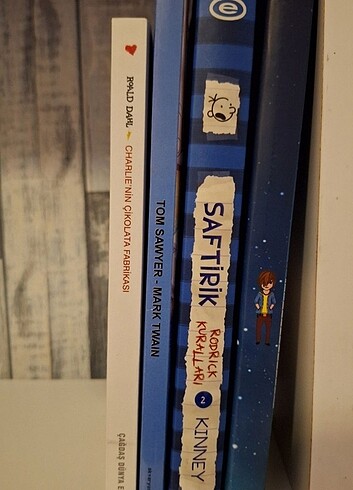 ROALD DAHL
CHARLIE'NİN ÇİKOLATA FABRİKASI
ÇAĞDAŞ DÜNYA E
TOM SAWYER - MARK TWAIN
e
SAFTİRİK
RODRICK
KURALLARI
2
KINNEY